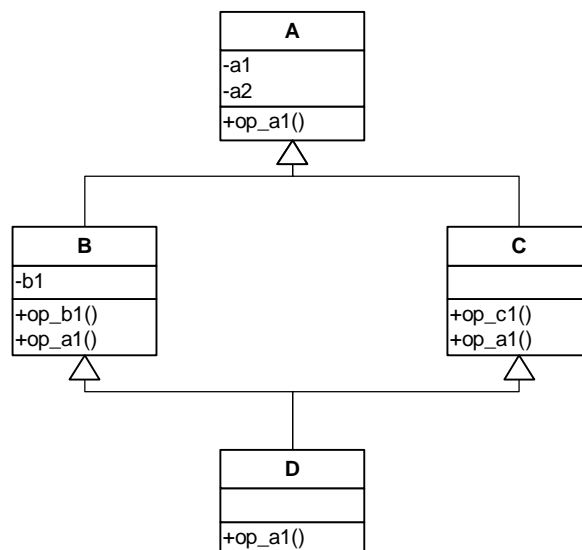 A
-a1
-a2
+op_a1()
B
-b1
+op_b1()
+op_a1()
C
+op_c1()
+op_a1()
D
+op_a1()